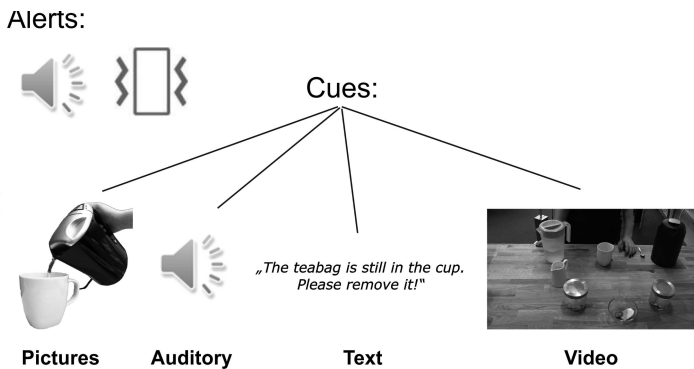 Alerts:
Cues:
„The teabag is still in the cup.
Please remove it!“
Pictures
Auditory
Text
Video